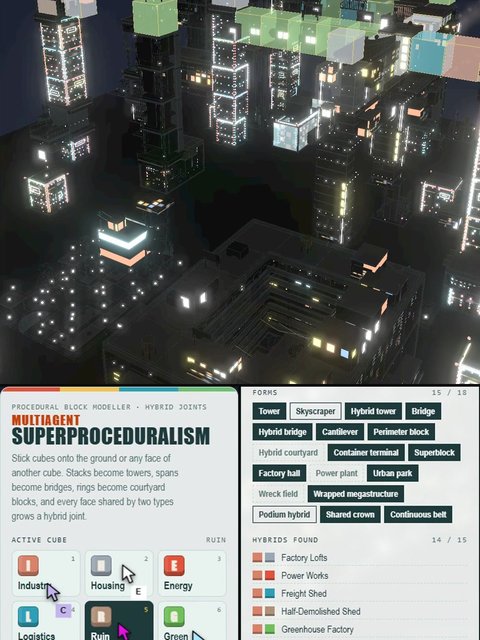 PROCEDURAL BLOCK MODELLER · HYBRID JOINTS
MULTIAGENT
SUPERPROCEDURALISM
Stick cubes onto the ground or any face of
another cube. Stacks become towers, spans
become bridges, rings become courtyard
blocks, and every face shared by two types
grows a hybrid joint.
ACTIVE CUBE RUIN
I 1
Industry
H 2
Housing
E 3
Energy
C
E
L 4
Logistics
R 5
Ruin
G 6
Green
FORMS 15 / 18
Tower Skyscraper Hybrid tower Bridge
Hybrid bridge Cantilever Perimeter block
Hybrid courtyard Container terminal Superblock
Factory hall Power plant Urban park
Wreck field Wrapped megastructure
Podium hybrid Shared crown Continuous belt
HYBRIDS FOUND 14 / 15
Factory Lofts
Power Works
Freight Shed
Half-Demolished Shed
Greenhouse Factory